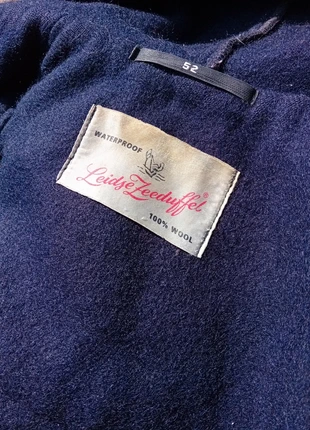 52
WATERPROOF
Leidse Zeeduffel®
100% WOOL